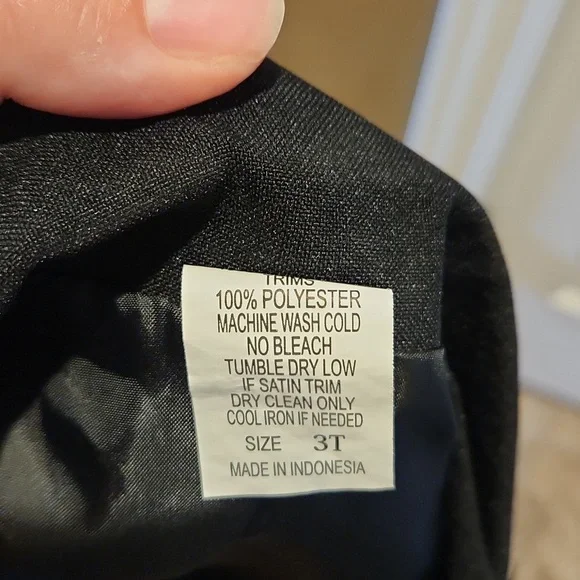 TRIMS
100% POLYESTER
MACHINE WASH COLD
NO BLEACH
TUMBLE DRY LOW
IF SATIN TRIM
DRY CLEAN ONLY
COOL IRON IF NEEDED
SIZE 3T
MADE IN INDONESIA